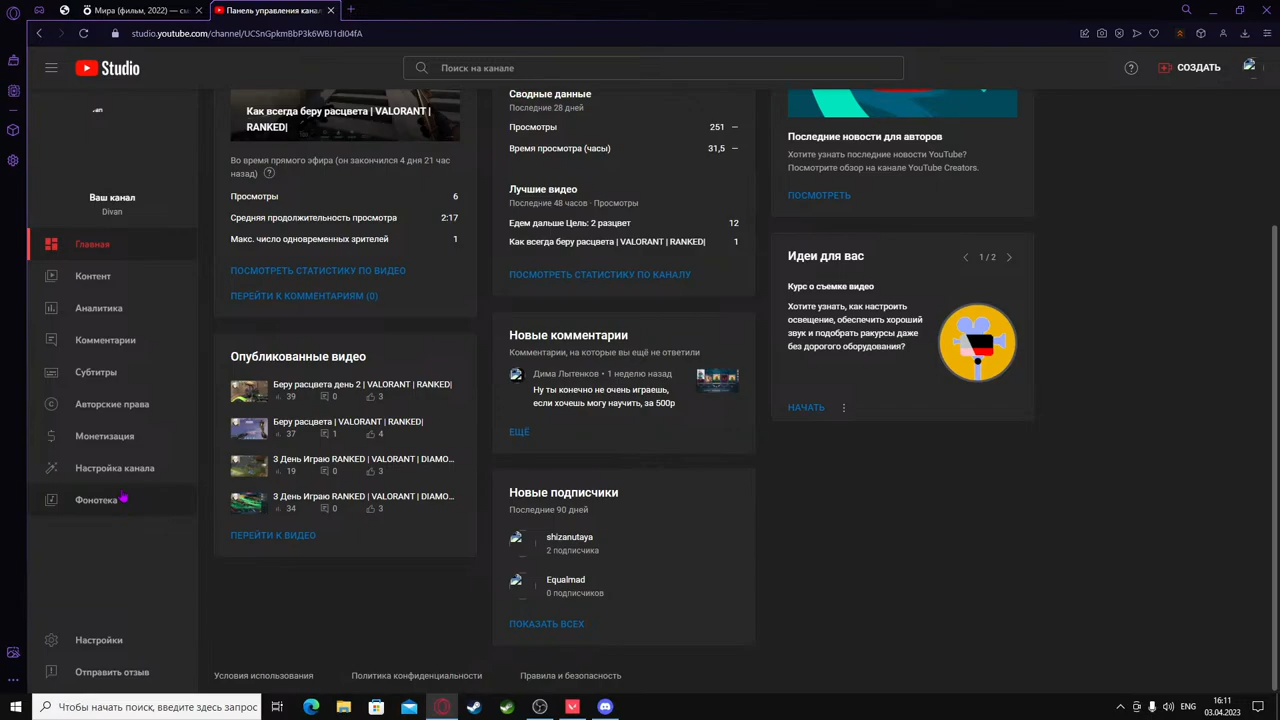 Мира (фильм, 2022) — см
Панель управления канал
studio.youtube.com/channel/UCSnGpkmBbP3k6W8J1dI04fA
Studio
Поиск на канале
СОЗДАТЬ
Ваш канал
Divan
Главная
Контент
Аналитика
Комментарии
Субтитры
Авторские права
Монетизация
Настройка канала
Фонотека
Настройки
Отправить отзыв
Как всегда беру расцвета | VALORANT |
RANKED|
Во время прямого эфира (он закончился 4 дня 21 час
назад)
Просмотры 6
Средняя продолжительность просмотра 2:17
Макс. число одновременных зрителей 1
ПОСМОТРЕТЬ СТАТИСТИКУ ПО ВИДЕО
ПЕРЕЙТИ К КОММЕНТАРИЯМ (0)
Опубликованные видео
Беру расцвета день 2 | VALORANT | RANKED|
39 0 3
Беру расцвета | VALORANT | RANKED|
37 1 4
3 День Играю RANKED | VALORANT | DIAMO...
19 0 3
3 День Играю RANKED | VALORANT | DIAMO...
34 0 3
ПЕРЕЙТИ К ВИДЕО
Сводные данные
Последние 28 дней
Просмотры 251 —
Время просмотра (часы) 31,5 —
Лучшие видео
Последние 48 часов · Просмотры
Едем дальше Цель: 2 разцвет 12
Как всегда беру расцвета | VALORANT | RANKED| 1
ПОСМОТРЕТЬ СТАТИСТИКУ ПО КАНАЛУ
Новые комментарии
Комментарии, на которые вы ещё не ответили
Дима Лытенков • 1 неделю назад
Ну ты конечно не очень играешь,
если хочешь могу научить, за 500р
ЕЩЁ
Новые подписчики
Последние 90 дней
shizanutaya
2 подписчика
Equalmad
0 подписчиков
ПОКАЗАТЬ ВСЕХ
Последние новости для авторов
Хотите узнать последние новости YouTube?
Посмотрите обзор на канале YouTube Creators.
ПОСМОТРЕТЬ
Идеи для вас
1 / 2
Курс о съемке видео
Хотите узнать, как настроить
освещение, обеспечить хороший
звук и подобрать ракурсы даже
без дорогого оборудования?
НАЧАТЬ
Условия использования Политика конфиденциальности Правила и безопасность
Чтобы начать поиск, введите здесь запрос
ENG
16:11
03.04.2023